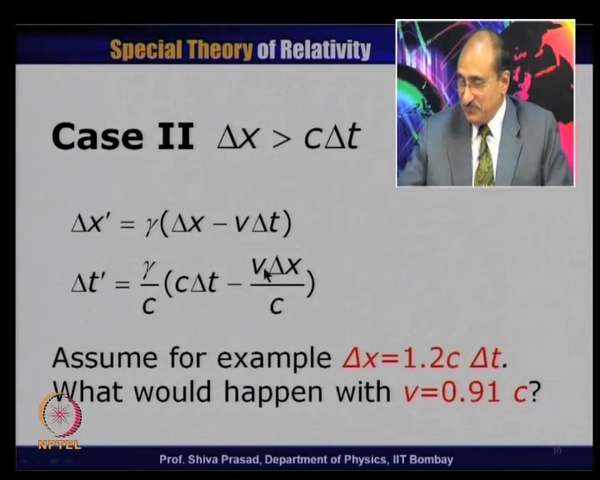 Special Theory of Relativity
Case II Δx > cΔt
Δx′ = γ(Δx − vΔt)
Δt′ = γ/c (cΔt − vΔx/c)
Assume for example Δx=1.2c Δt.
What would happen with v=0.91 c?
NPTEL
Prof. Shiva Prasad, Department of Physics, IIT Bombay
36